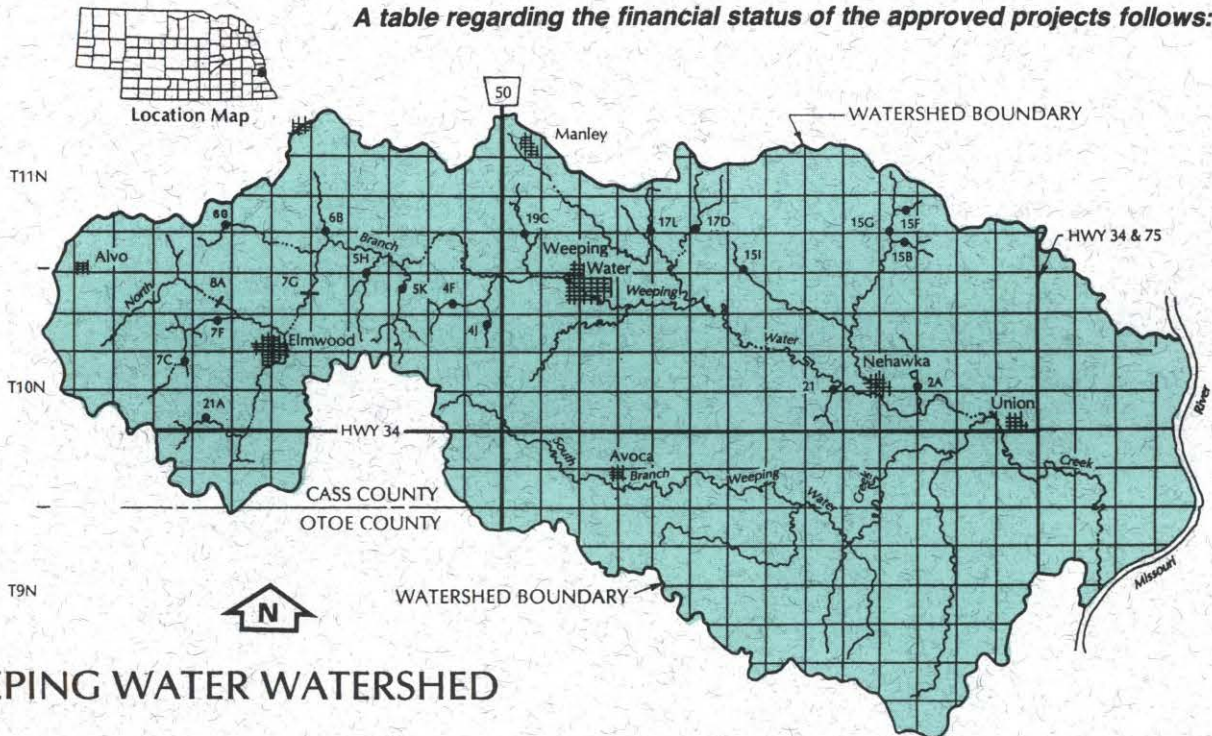 A table regarding the financial status of the approved projects follows:
Location Map
50
Manley
WATERSHED BOUNDARY
T11N
60
6B
19C
17L
17D
15G
15F
15B
HWY 34 & 75
Alvo
Branch
5H
Weeping
Water
15I
North
8A
7G
5K
4F
Weeping
7F
4J
Elmwood
Water
7C
Nehawka
T10N
21
2A
21A
Union
River
HWY 34
South
Avoca
Branch
Weeping
Water
Creek
Creek
CASS COUNTY
OTOE COUNTY
Missouri
T9N
WATERSHED BOUNDARY
N
EPING WATER WATERSHED